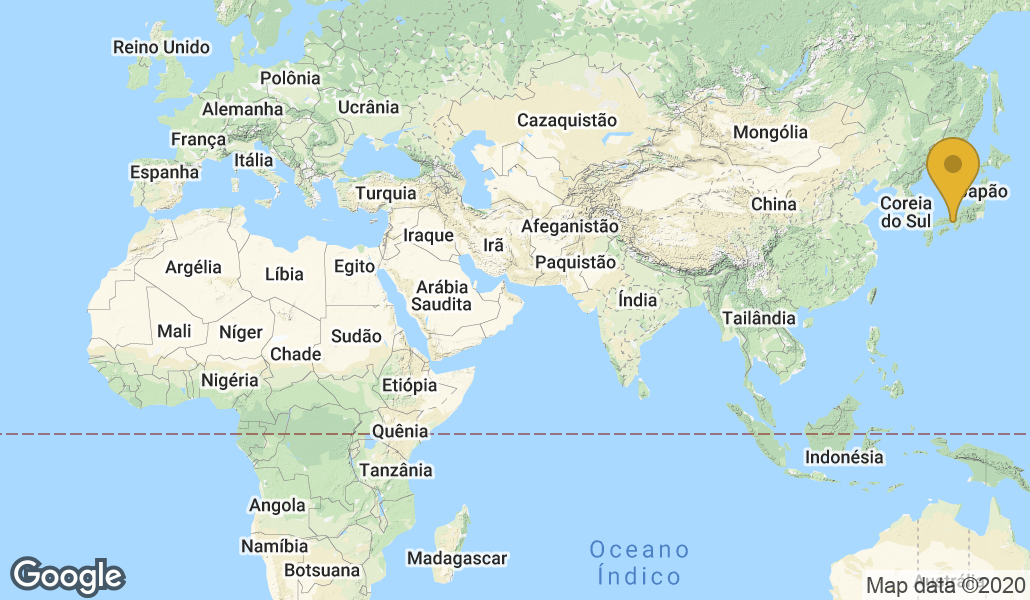 Reino Unido
Polônia
Alemanha
Ucrânia
Cazaquistão
França
Mongólia
Itália
Espanha
Turquia
Japão
China
Coreia
do Sul
Afeganistão
Iraque
Irã
Paquistão
Egito
Argélia
Líbia
Arábia
Saudita
Índia
Tailândia
Mali
Níger
Sudão
Chade
Nigéria
Etiópia
Quênia
Indonésia
Tanzânia
Angola
Namíbia
Madagascar
Oceano
Índico
Botsuana
Austrália
Google
Map data ©2020